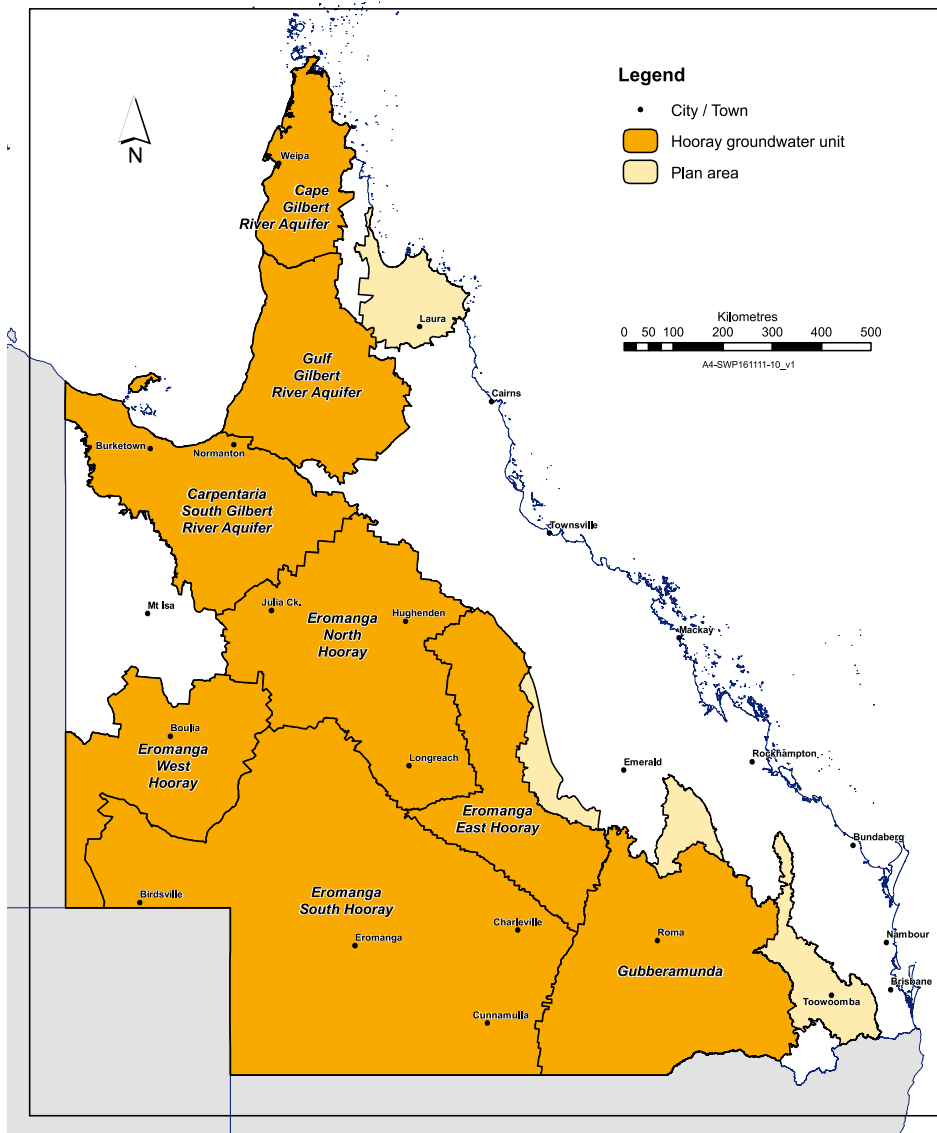 Legend
City / Town
Hooray groundwater unit
Plan area
N
Weipa
Cape
Gilbert
River Aquifer
Laura
Kilometres
0 50 100 200 300 400 500
A4-SWP161111-10_v1
Gulf
Gilbert
River Aquifer
Cairns
Burketown
Normanton
Carpentaria
South Gilbert
River Aquifer
Townsville
Mt Isa
Julia Ck.
Hughenden
Eromanga
North
Hooray
Mackay
Boulia
Eromanga
West
Hooray
Longreach
Emerald
Rockhampton
Eromanga
East Hooray
Bundaberg
Birdsville
Eromanga
South Hooray
Eromanga
Charleville
Roma
Nambour
Gubberamunda
Brisbane
Toowoomba
Cunnamulla